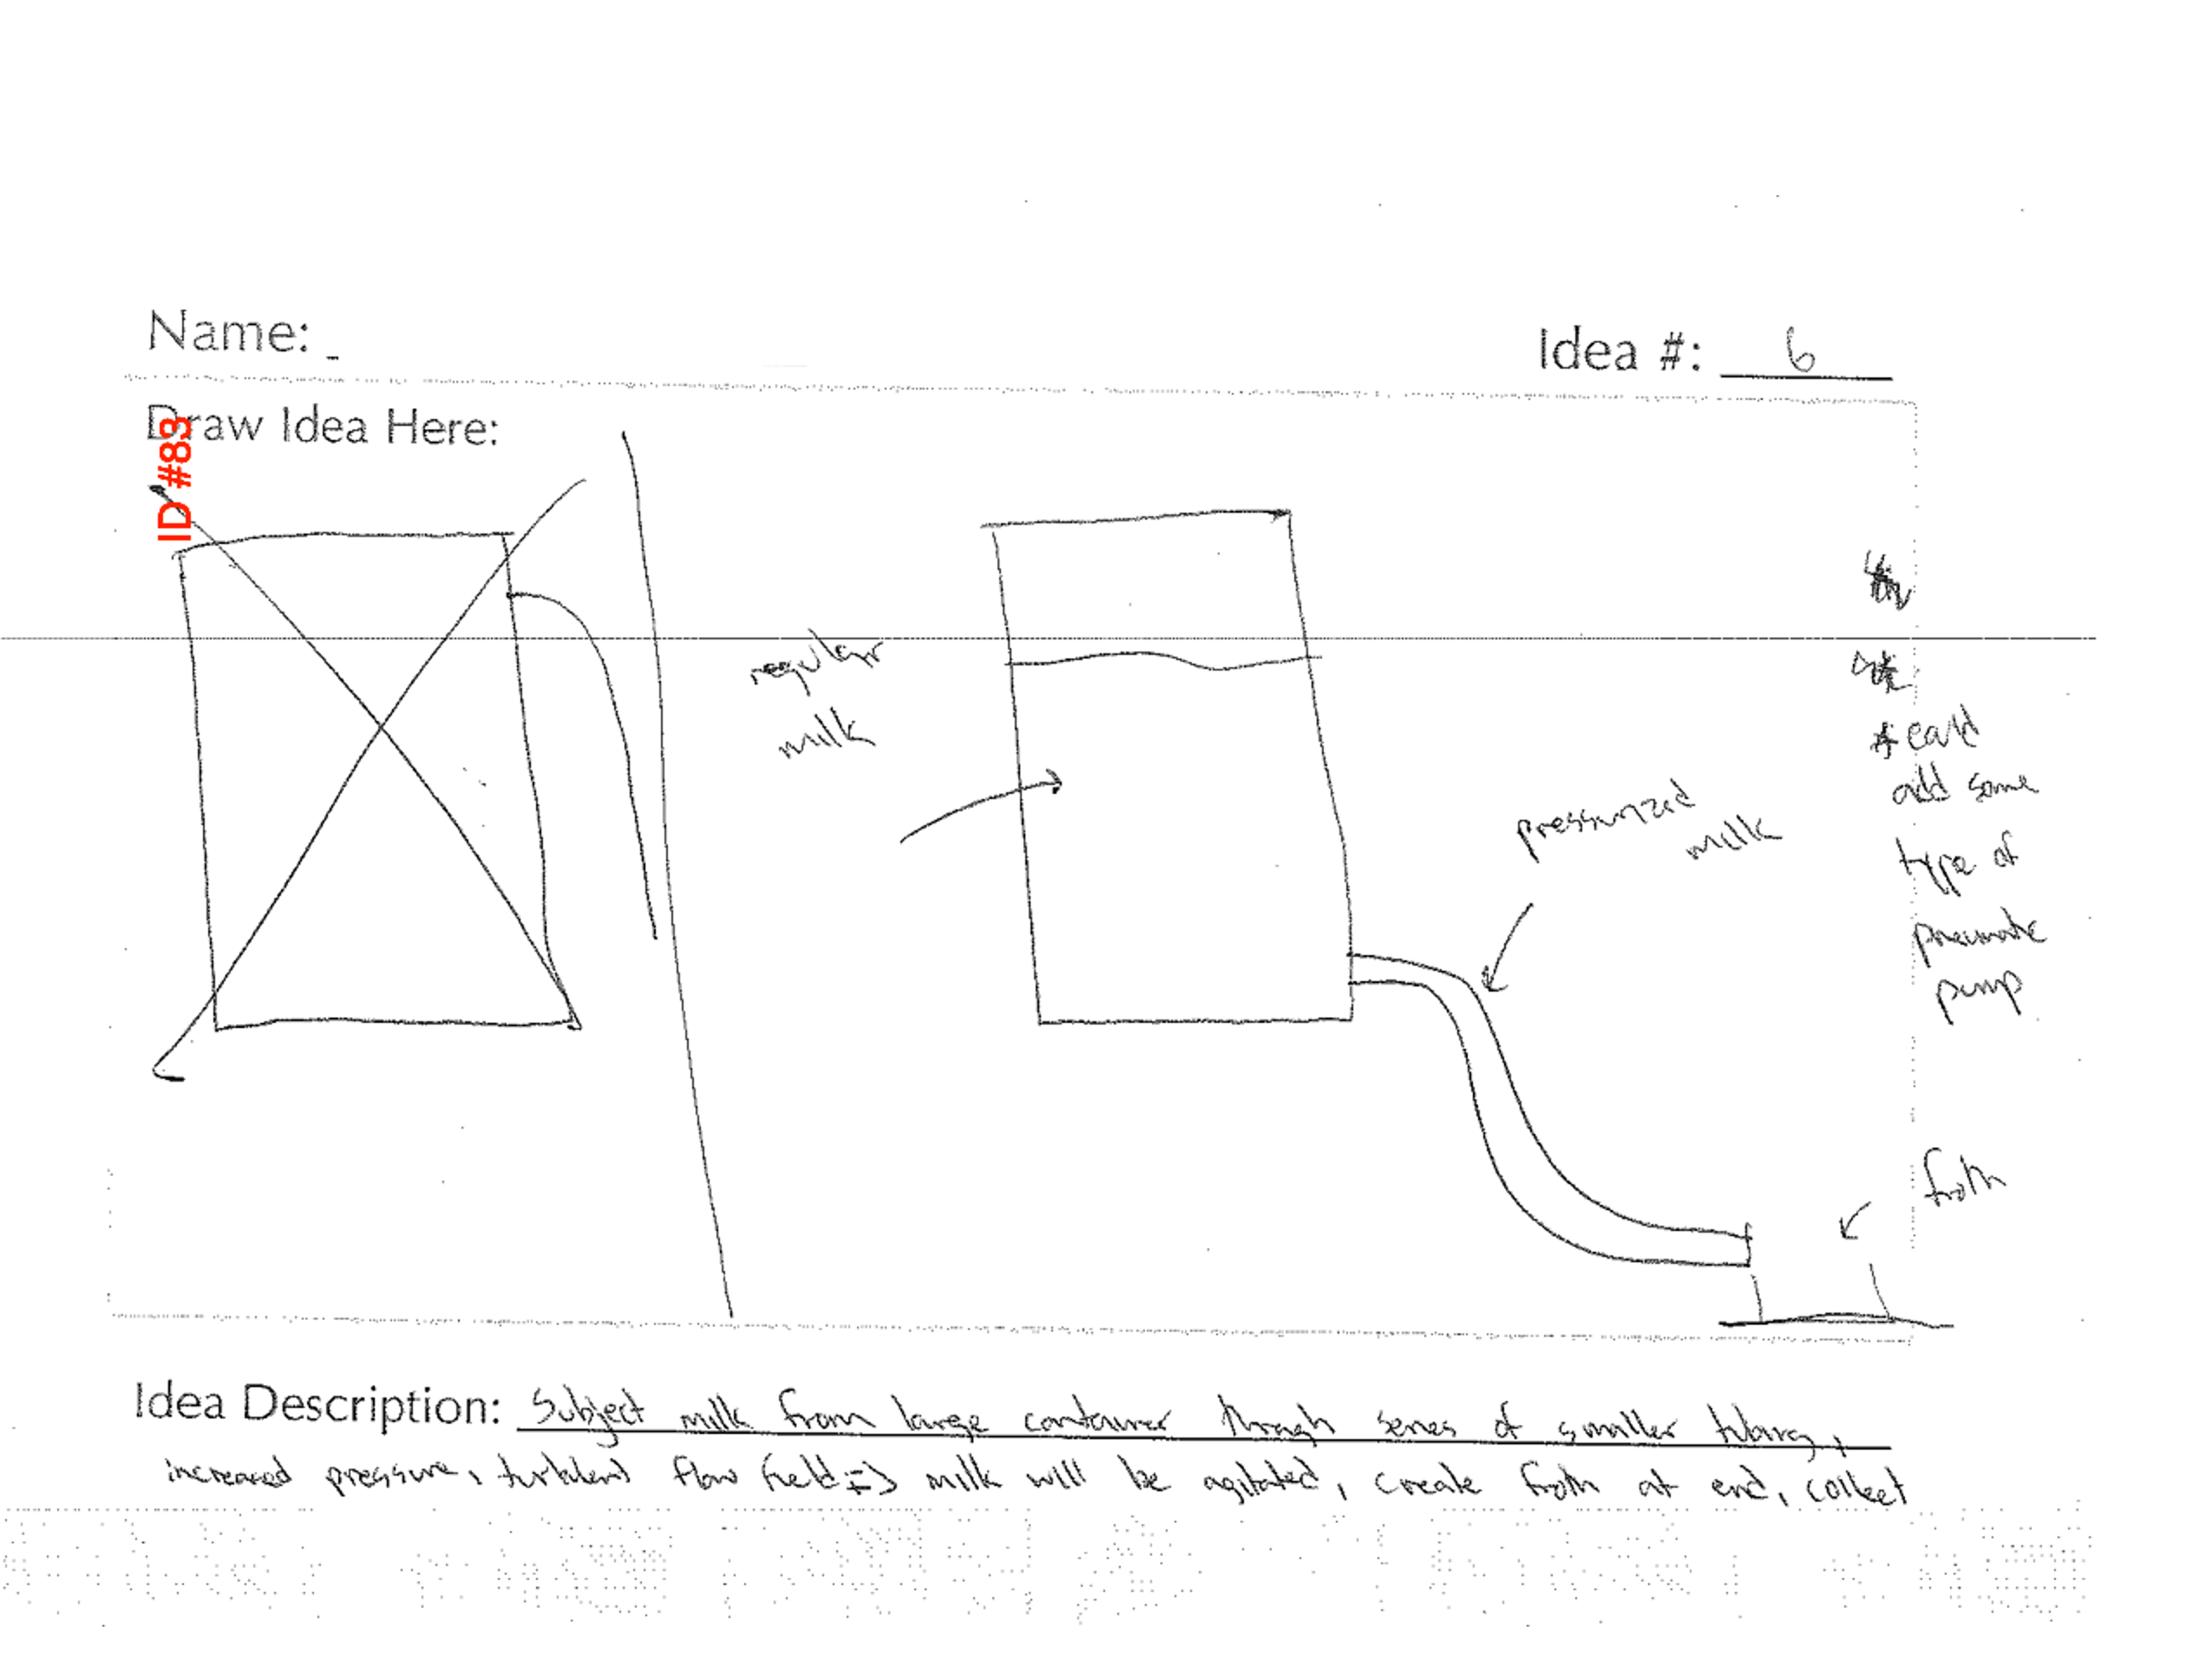 Name:
Idea #: 6
Draw Idea Here:
ID #83
regular
milk
pressurized
milk
* could
add some
type of
pneumatic
pump
froth
Idea Description: Subject milk from large container through series of smaller tubing,
increased pressure, turbulent flow field => milk will be agitated, create froth at end, collect